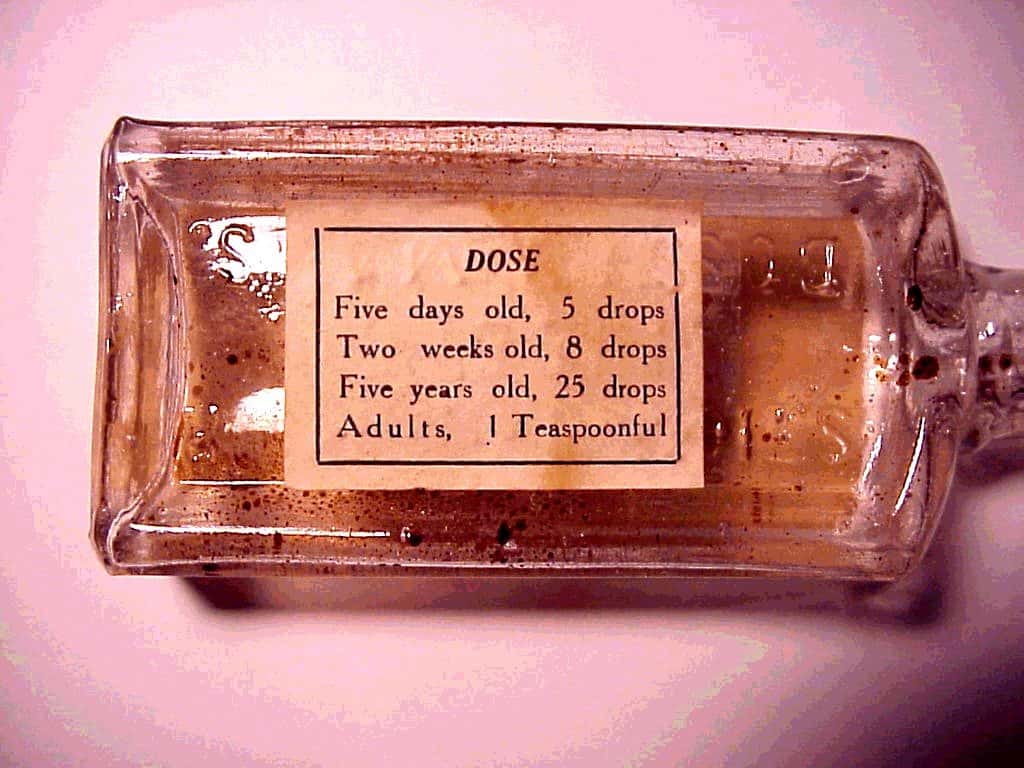 DOSE
Five days old, 5 drops
Two weeks old, 8 drops
Five years old, 25 drops
Adults, 1 Teaspoonful